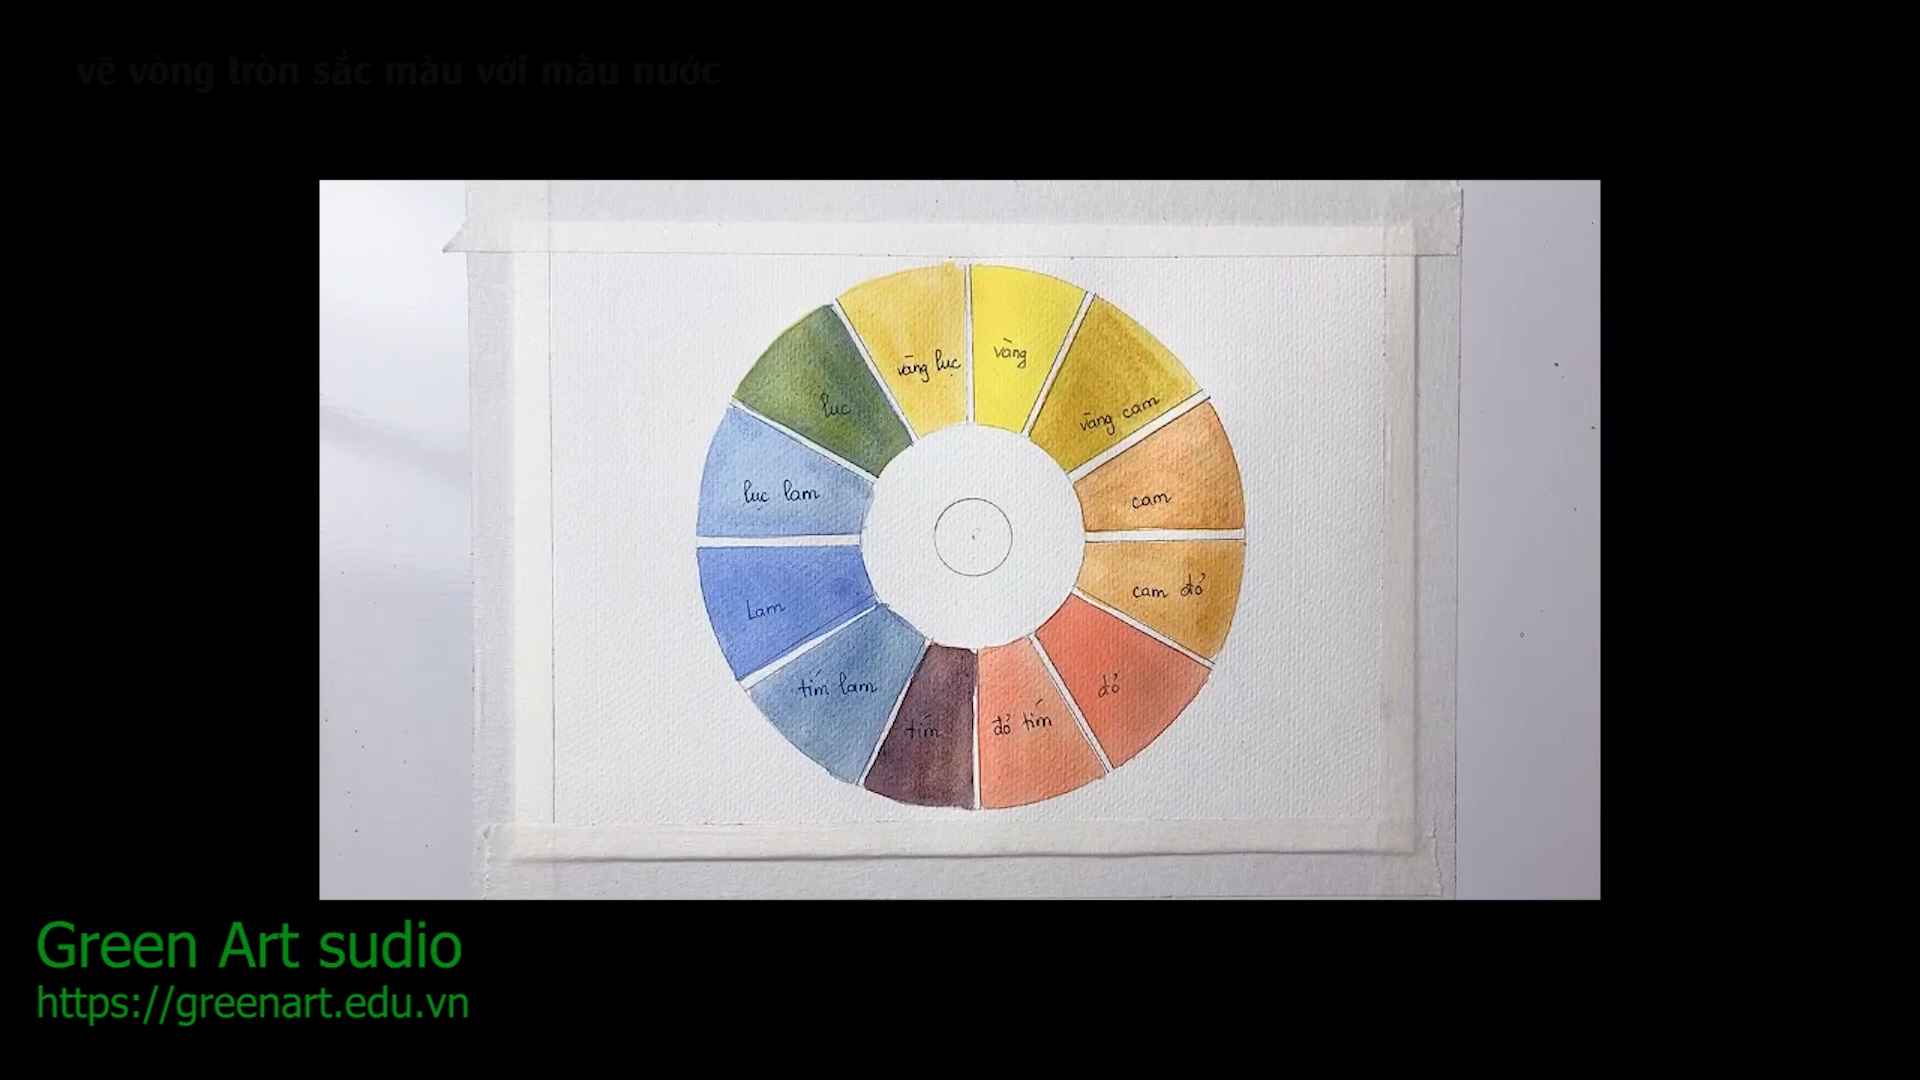 vẽ vòng tròn sắc màu với màu nước
vàng lục
vàng
vàng cam
lục
cam
lục lam
cam đỏ
Lam
đỏ
tím lam
tím
đỏ tím
Green Art sudio
https://greenart.edu.vn